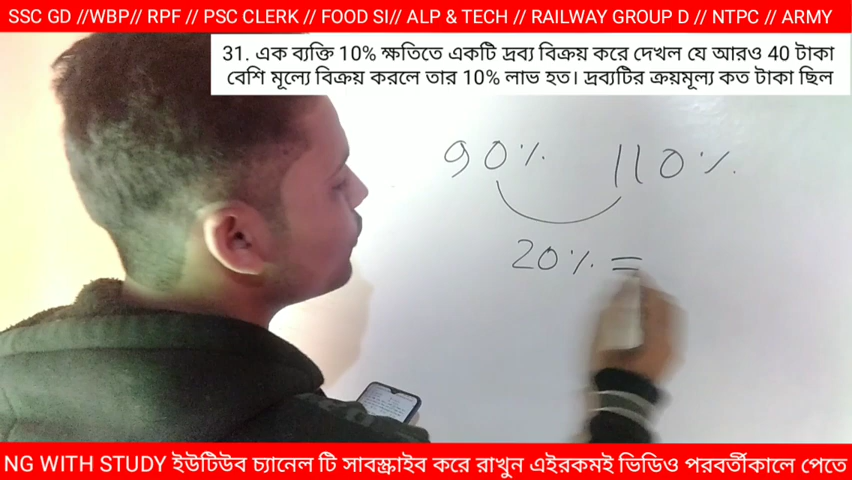 SSC GD //WBP// RPF // PSC CLERK // FOOD SI// ALP & TECH // RAILWAY GROUP D // NTPC // ARMY
31. এক ব্যক্তি 10% ক্ষতিতে একটি দ্রব্য বিক্রয় করে দেখল যে আরও 40 টাকা
বেশি মূল্যে বিক্রয় করলে তার 10% লাভ হত। দ্রব্যটির ক্রয়মূল্য কত টাকা ছিল
90% 110%
20% =
NG WITH STUDY ইউটিউব চ্যানেল টি সাবস্ক্রাইব করে রাখুন এইরকমই ভিডিও পরবর্তীকালে পেতে